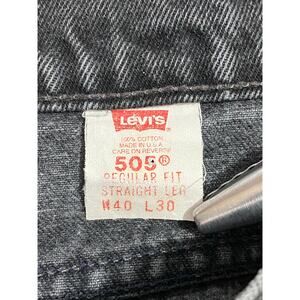 LEVI'S
100% COTTON
MADE IN U.S.A.
CARE ON REVERSE
505®
REGULAR FIT
STRAIGHT LEG
W40 L30